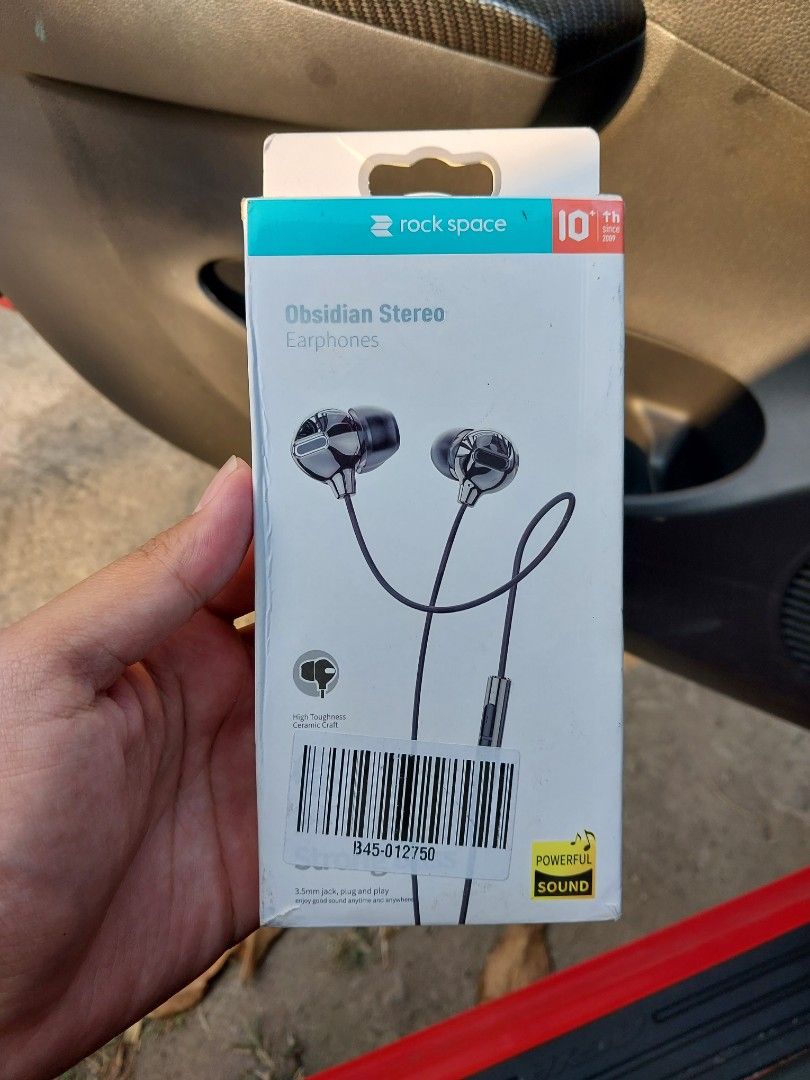 rock space
10+ th
since
2009
Obsidian Stereo
Earphones
High Toughness
Ceramic Craft
B45-012750
3.5mm jack, plug and play
enjoy good sound anytime and anywhere
POWERFUL
SOUND